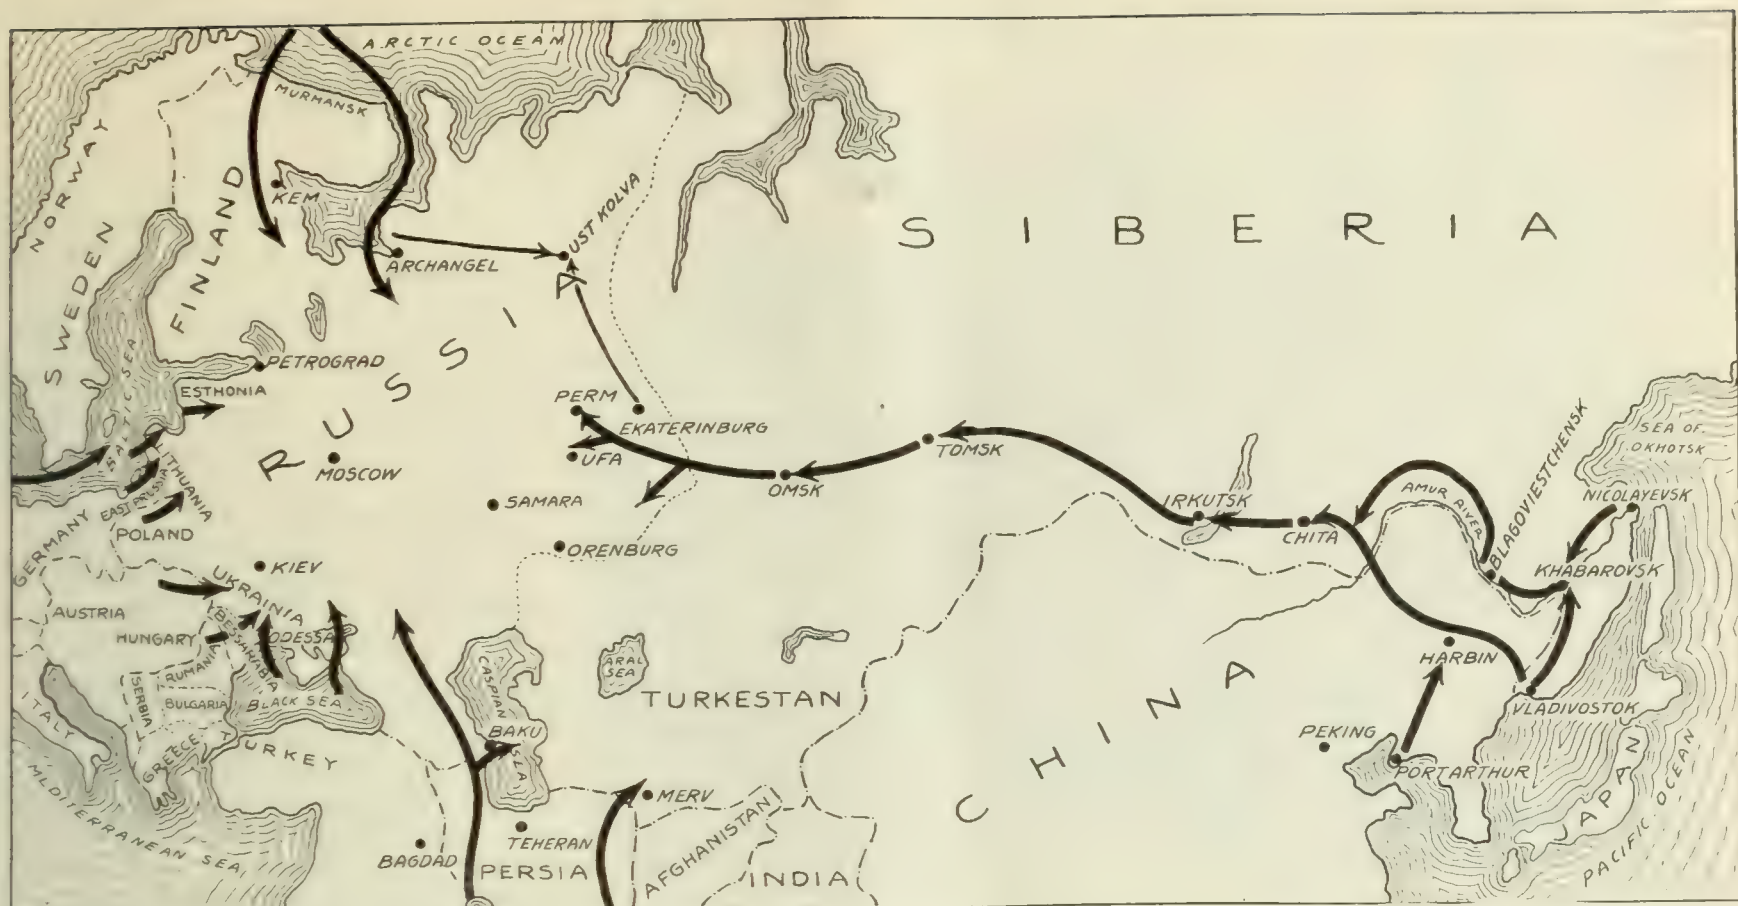 ARCTIC OCEAN
MURMANSK
NORWAY
SWEDEN
FINLAND
KEM
ARCHANGEL
UST KOLVA
SIBERIA
RUSSIA
BALTIC SEA
PETROGRAD
ESTHONIA
LITHUANIA
EAST PRUSSIA
GERMANY
POLAND
MOSCOW
PERM
EKATERINBURG
UFA
SAMARA
ORENBURG
OMSK
TOMSK
IRKUTSK
CHITA
AMUR RIVER
BLAGOVIESTCHENSK
SEA OF
OKHOTSK
NICOLAYEVSK
KHABAROVSK
KIEV
UKRAINIA
AUSTRIA
HUNGARY
BESSARABIA
ODESSA
RUMANIA
SERBIA
BULGARIA
BLACK SEA
ITALY
GREECE
TURKEY
MEDITERRANEAN SEA
CASPIAN
SEA
BAKU
ARAL
SEA
TURKESTAN
MERV
TEHERAN
BAGDAD
PERSIA
AFGHANISTAN
INDIA
CHINA
HARBIN
VLADIVOSTOK
PEKING
PORT ARTHUR
JAPAN
PACIFIC OCEAN